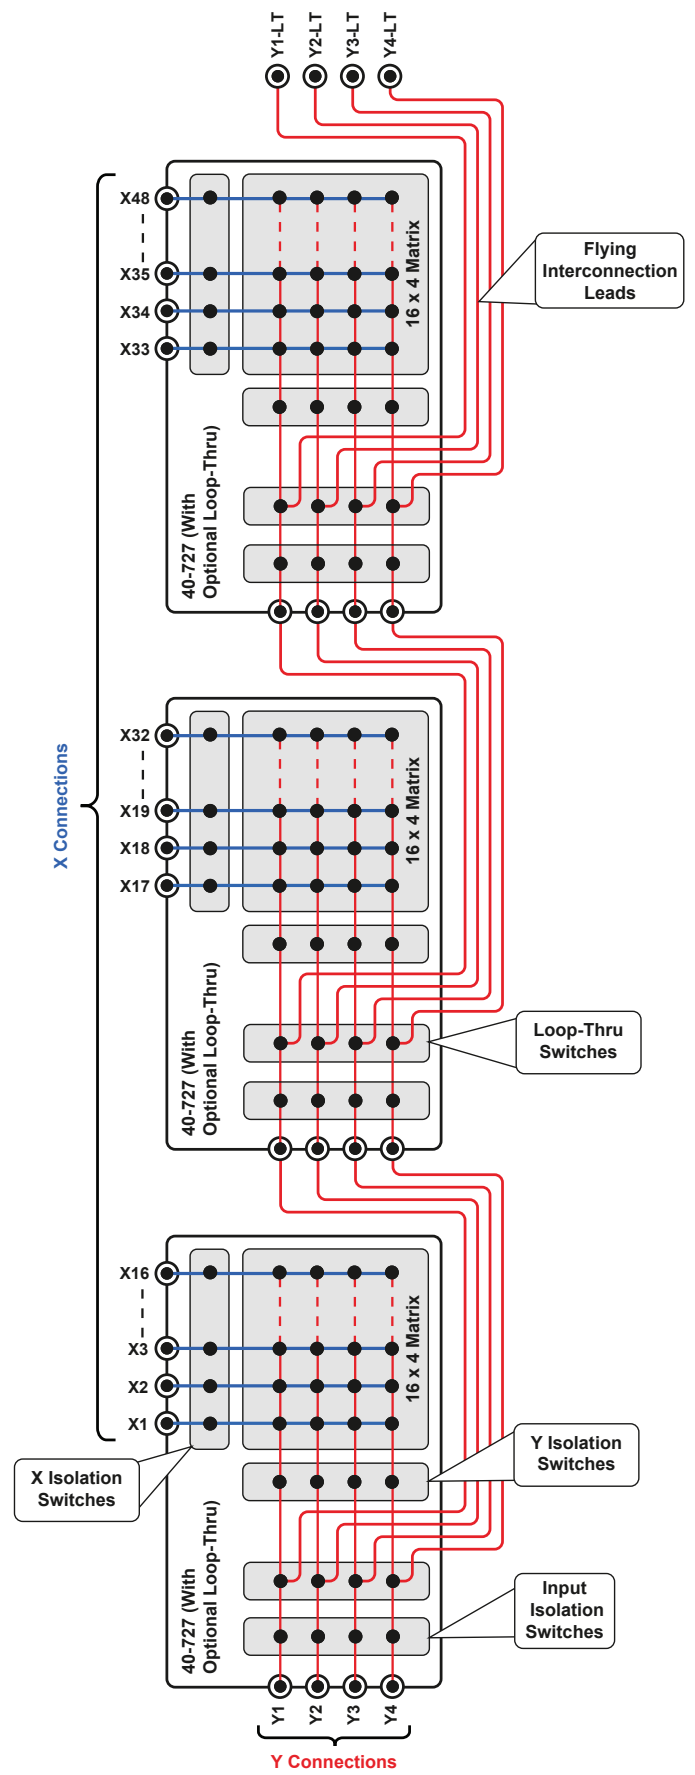 Y1-LT
Y2-LT
Y3-LT
Y4-LT
X48
X35
X34
X33
16 x 4 Matrix
Flying
Interconnection
Leads
40-727 (With
Optional Loop-Thru)
X Connections
X32
X19
X18
X17
16 x 4 Matrix
40-727 (With
Optional Loop-Thru)
Loop-Thru
Switches
X16
X3
X2
X1
16 x 4 Matrix
X Isolation
Switches
Y Isolation
Switches
40-727 (With
Optional Loop-Thru)
Input
Isolation
Switches
Y1
Y2
Y3
Y4
Y Connections